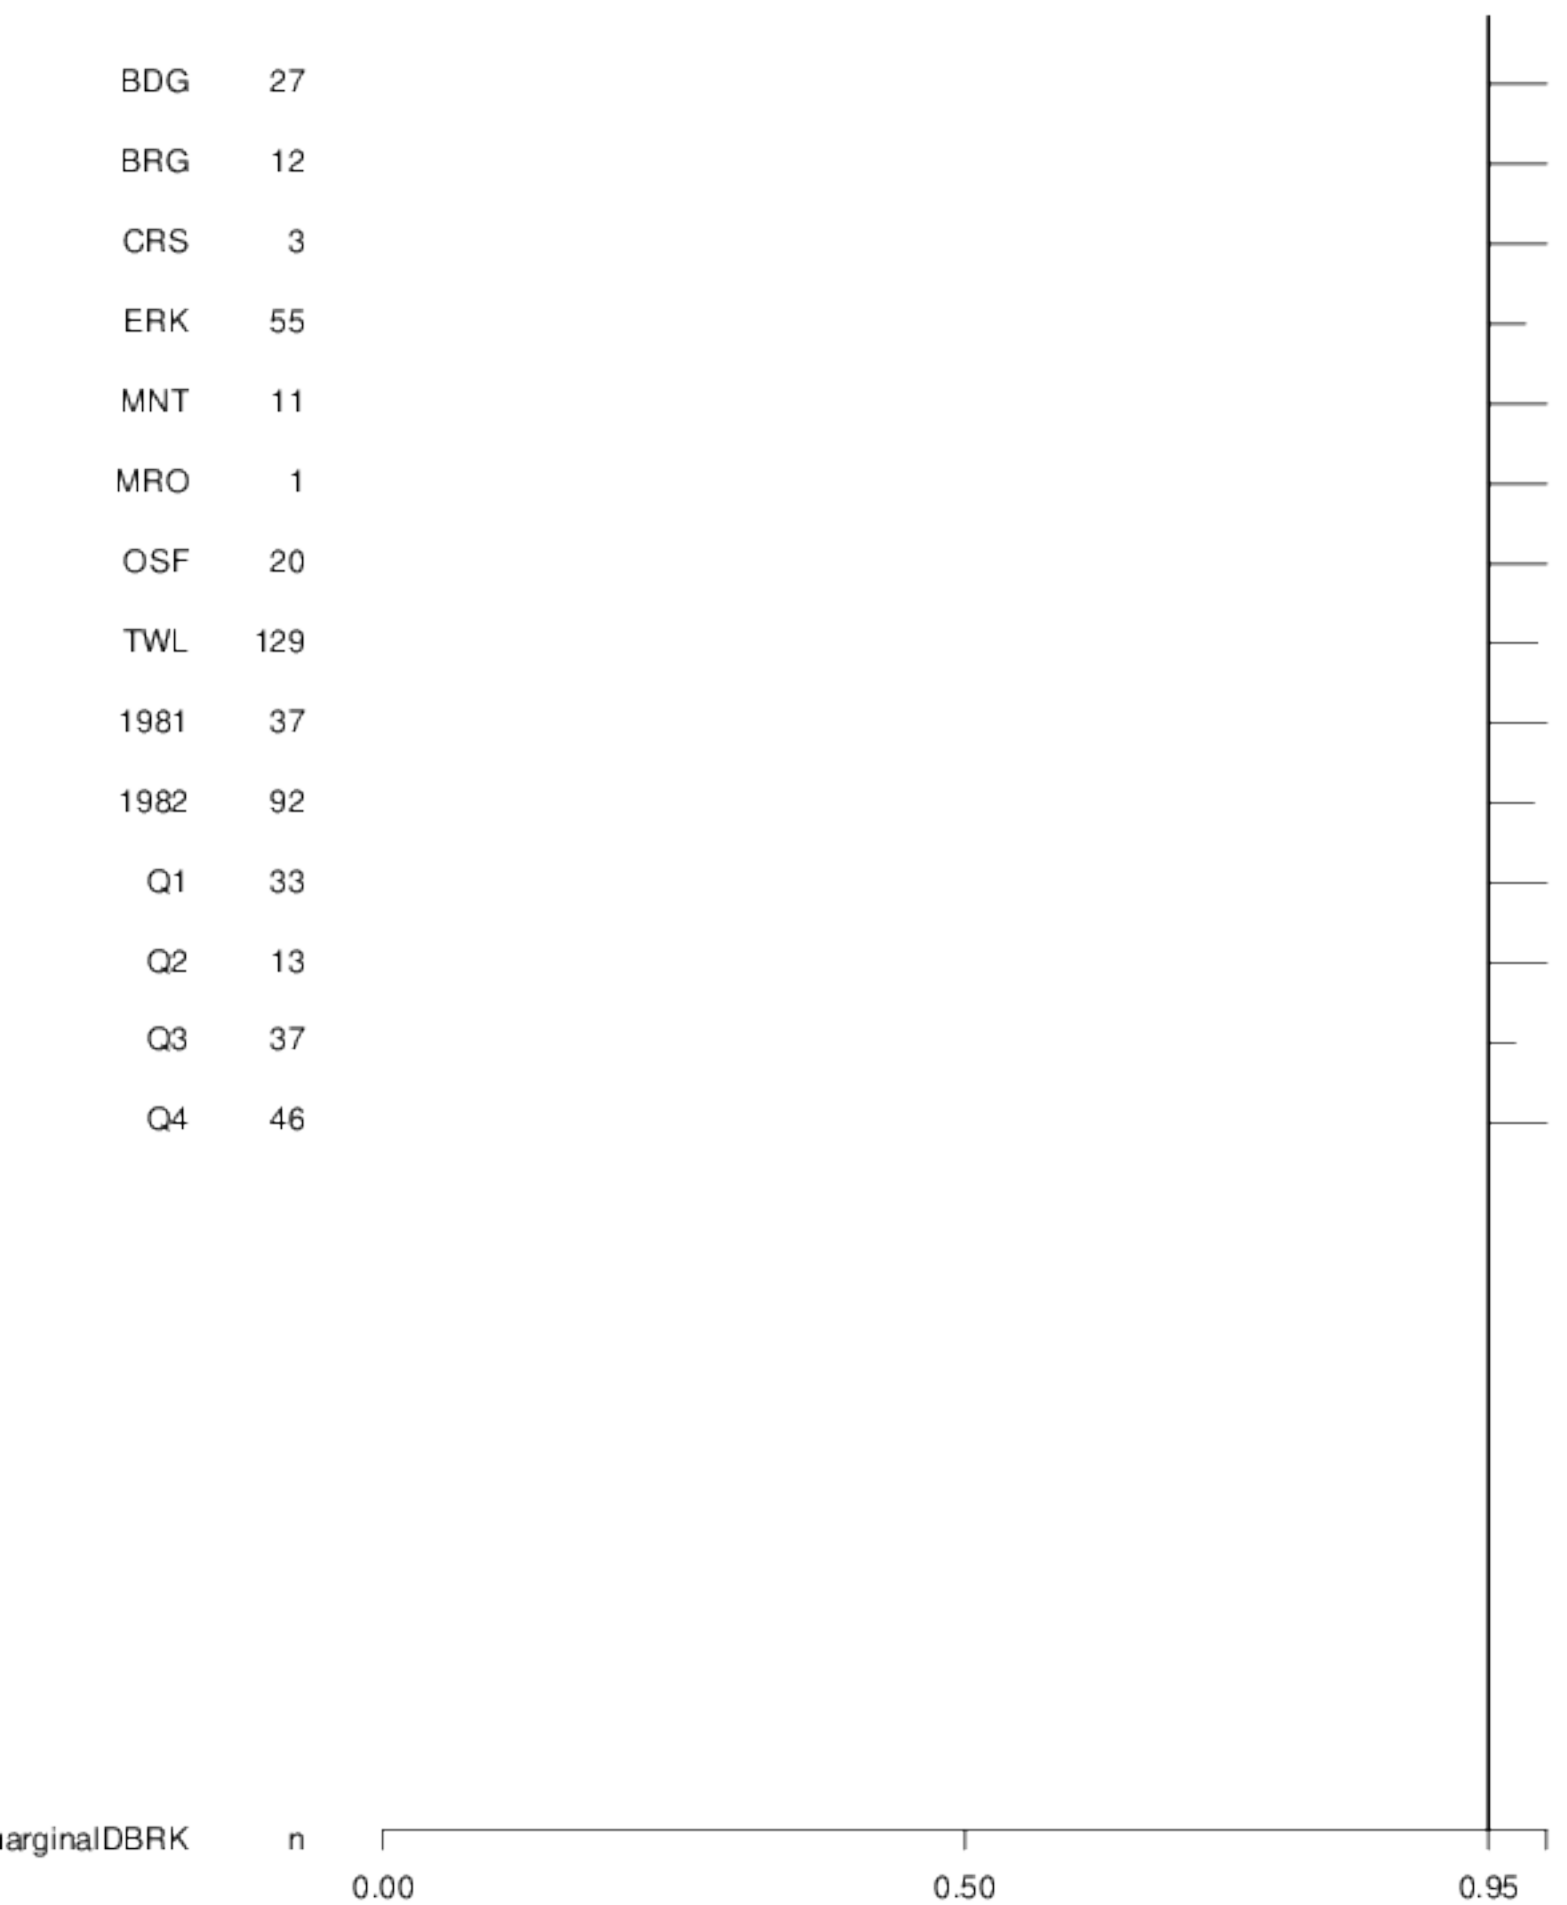 BDG 27
BRG 12
CRS 3
ERK 55
MNT 11
MRO 1
OSF 20
TWL 129
1981 37
1982 92
Q1 33
Q2 13
Q3 37
Q4 46
arginalDBRK n
0.00 0.50 0.95